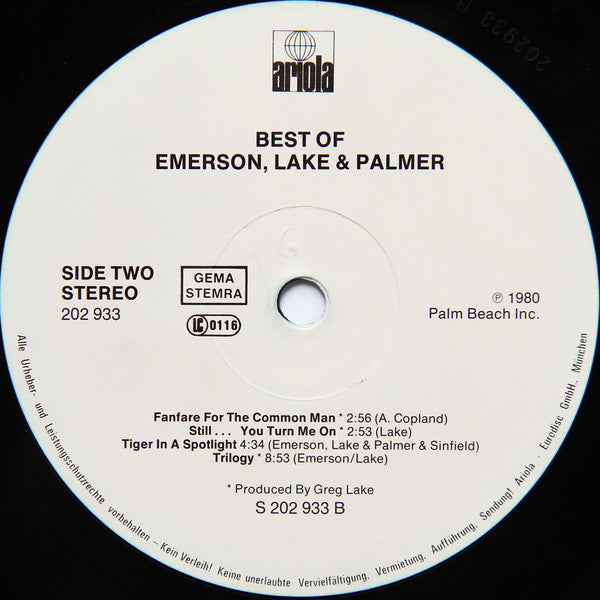 ariola
BEST OF
EMERSON, LAKE & PALMER
SIDE TWO
STEREO
202 933
GEMA
STEMRA
LC 0116
℗ 1980
Palm Beach Inc.
Fanfare For The Common Man * 2:56 (A. Copland)
Still . . . You Turn Me On * 2:53 (Lake)
Tiger In A Spotlight 4:34 (Emerson, Lake & Palmer & Sinfield)
Trilogy * 8:53 (Emerson/Lake)
* Produced By Greg Lake
S 202 933 B
Alle Urheber- und Leistungsschutzrechte vorbehalten – Kein Verleih! Keine unerlaubte Vervielfältigung, Vermietung, Aufführung, Sendung! Ariola - Eurodisc GmbH., München
202933 B